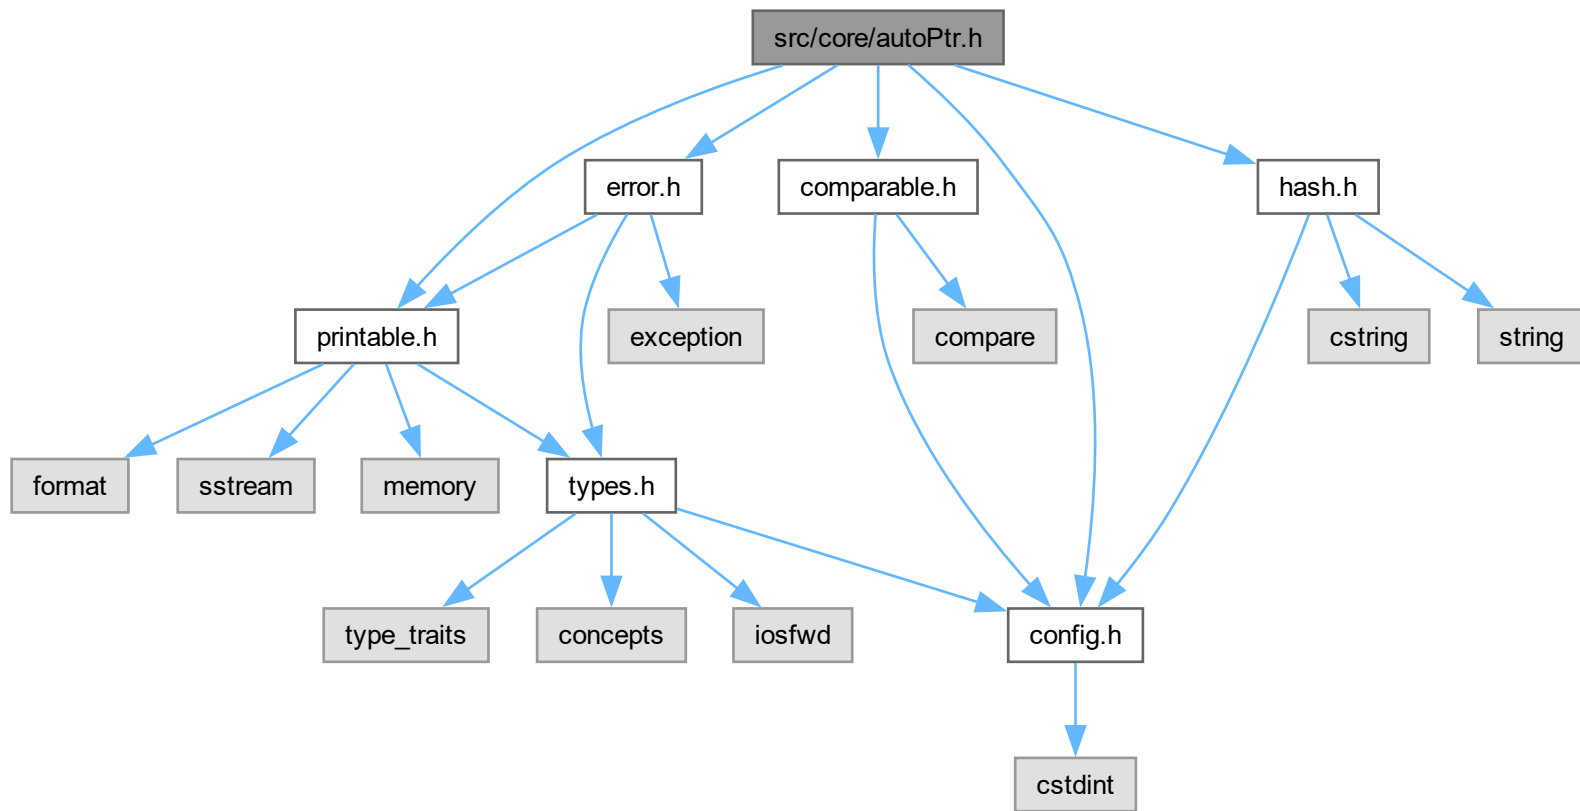 src/core/autoPtr.h
error.h
comparable.h
hash.h
printable.h
exception
compare
cstring
string
format
sstream
memory
types.h
type_traits
concepts
iosfwd
config.h
cstdint